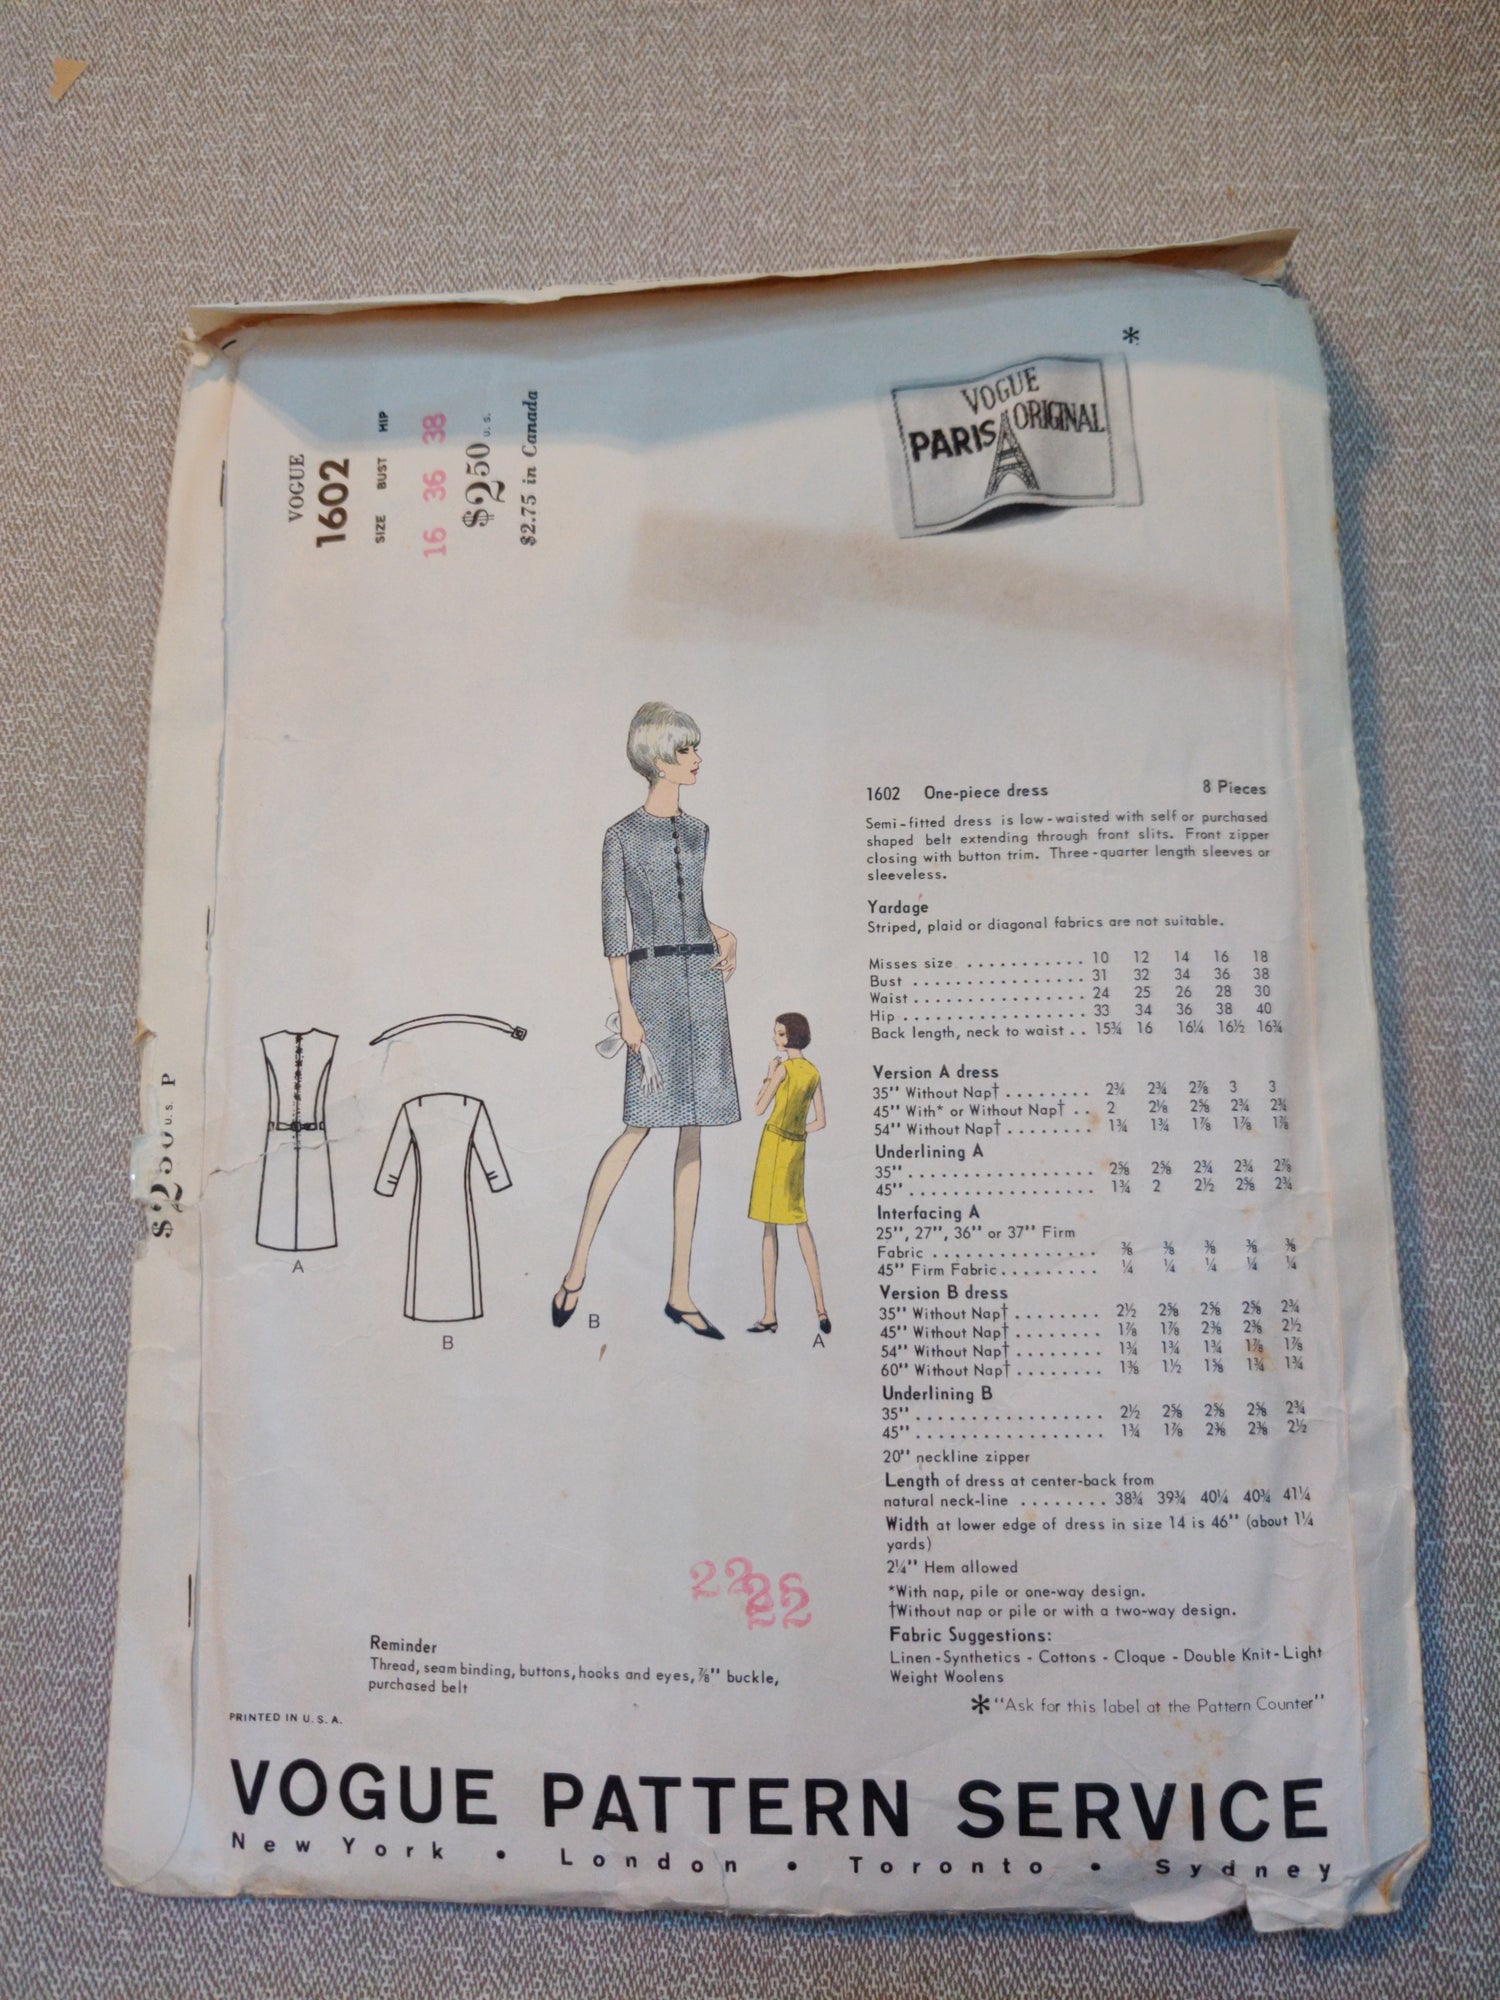 *
VOGUE
PARIS ORIGINAL
VOGUE
1602
SIZE BUST HIP
16 36 38
$2.50 U.S.
$2.75 in Canada
1602 One-piece dress 8 Pieces
Semi-fitted dress is low-waisted with self or purchased
shaped belt extending through front slits. Front zipper
closing with button trim. Three-quarter length sleeves or
sleeveless.
Yardage
Striped, plaid or diagonal fabrics are not suitable.
Misses size . . . . . . . . . . . 10 12 14 16 18
Bust . . . . . . . . . . . . . . . . 31 32 34 36 38
Waist . . . . . . . . . . . . . . . . 24 25 26 28 30
Hip . . . . . . . . . . . . . . . . . 33 34 36 38 40
Back length, neck to waist . . 15¾ 16 16¼ 16½ 16¾
Version A dress
35" Without Nap† . . . . . . . . 2¾ 2¾ 2⅞ 3 3
45" With* or Without Nap† . . 2 2⅛ 2⅝ 2¾ 2¾
54" Without Nap† . . . . . . . . 1¾ 1¾ 1⅞ 1⅞ 1⅞
Underlining A
35" . . . . . . . . . . . . . . . . . . 2⅝ 2⅝ 2¾ 2¾ 2⅞
45" . . . . . . . . . . . . . . . . . . 1¾ 2 2½ 2⅝ 2¾
Interfacing A
25", 27", 36" or 37" Firm
Fabric . . . . . . . . . . . . . . . . ⅜ ⅜ ⅜ ⅜ ⅜
45" Firm Fabric . . . . . . . . . ¼ ¼ ¼ ¼ ¼
Version B dress
35" Without Nap† . . . . . . . . 2½ 2⅝ 2⅝ 2⅝ 2¾
45" Without Nap† . . . . . . . . 1⅞ 1⅞ 2⅜ 2⅜ 2½
54" Without Nap† . . . . . . . . 1¾ 1¾ 1¾ 1⅞ 1⅞
60" Without Nap† . . . . . . . . 1⅜ 1½ 1⅝ 1¾ 1¾
Underlining B
35" . . . . . . . . . . . . . . . . . . 2½ 2⅝ 2⅝ 2⅝ 2¾
45" . . . . . . . . . . . . . . . . . . 1¾ 1⅞ 2⅜ 2⅜ 2½
20" neckline zipper
Length of dress at center-back from
natural neck-line . . . . . . . . 38¾ 39¾ 40¼ 40¾ 41¼
Width at lower edge of dress in size 14 is 46" (about 1¼
yards)
2¼" Hem allowed
*With nap, pile or one-way design.
†Without nap or pile or with a two-way design.
Fabric Suggestions:
Linen - Synthetics - Cottons - Cloque - Double Knit - Light
Weight Woolens
* "Ask for this label at the Pattern Counter"
A
B
B
A
$2.50 U.S. P
22
22
Reminder
Thread, seam binding, buttons, hooks and eyes, ⅞" buckle,
purchased belt
PRINTED IN U. S. A.
VOGUE PATTERN SERVICE
New York • London • Toronto • Sydney